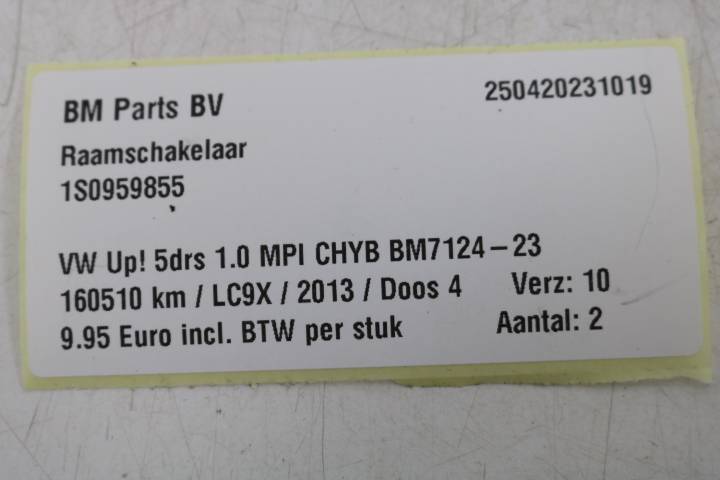 BM Parts BV 250420231019
Raamschakelaar
1S0959855
VW Up! 5drs 1.0 MPI CHYB BM7124-23
160510 km / LC9X / 2013 / Doos 4 Verz: 10
9.95 Euro incl. BTW per stuk Aantal: 2